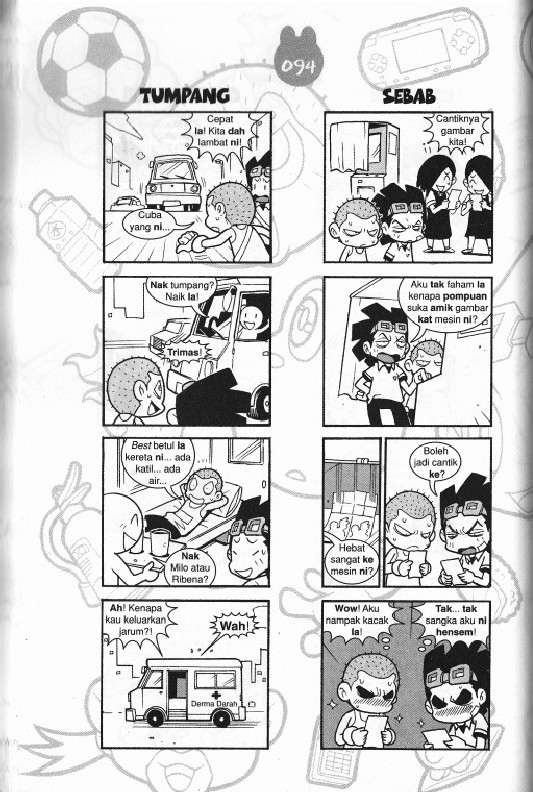 094
TUMPANG
Cepat
la! Kita dah
lambat ni!
Cuba
yang ni...
Nak tumpang?
Naik la!
Trimas!
Best betul la
kereta ni... ada
katil... ada
air...
Nak
Milo atau
Ribena?
Ah! Kenapa
kau keluarkan
jarum?!
Wah!
Derma Darah
SEBAB
Cantiknya
gambar
kita!
Aku tak faham la
kenapa pompuan
suka amik gambar
kat mesin ni?
Boleh
jadi cantik
ke?
Hebat
sangat ke
mesin ni?
Wow! Aku
nampak kacak
la!
Tak... tak
sangka aku ni
hensem!